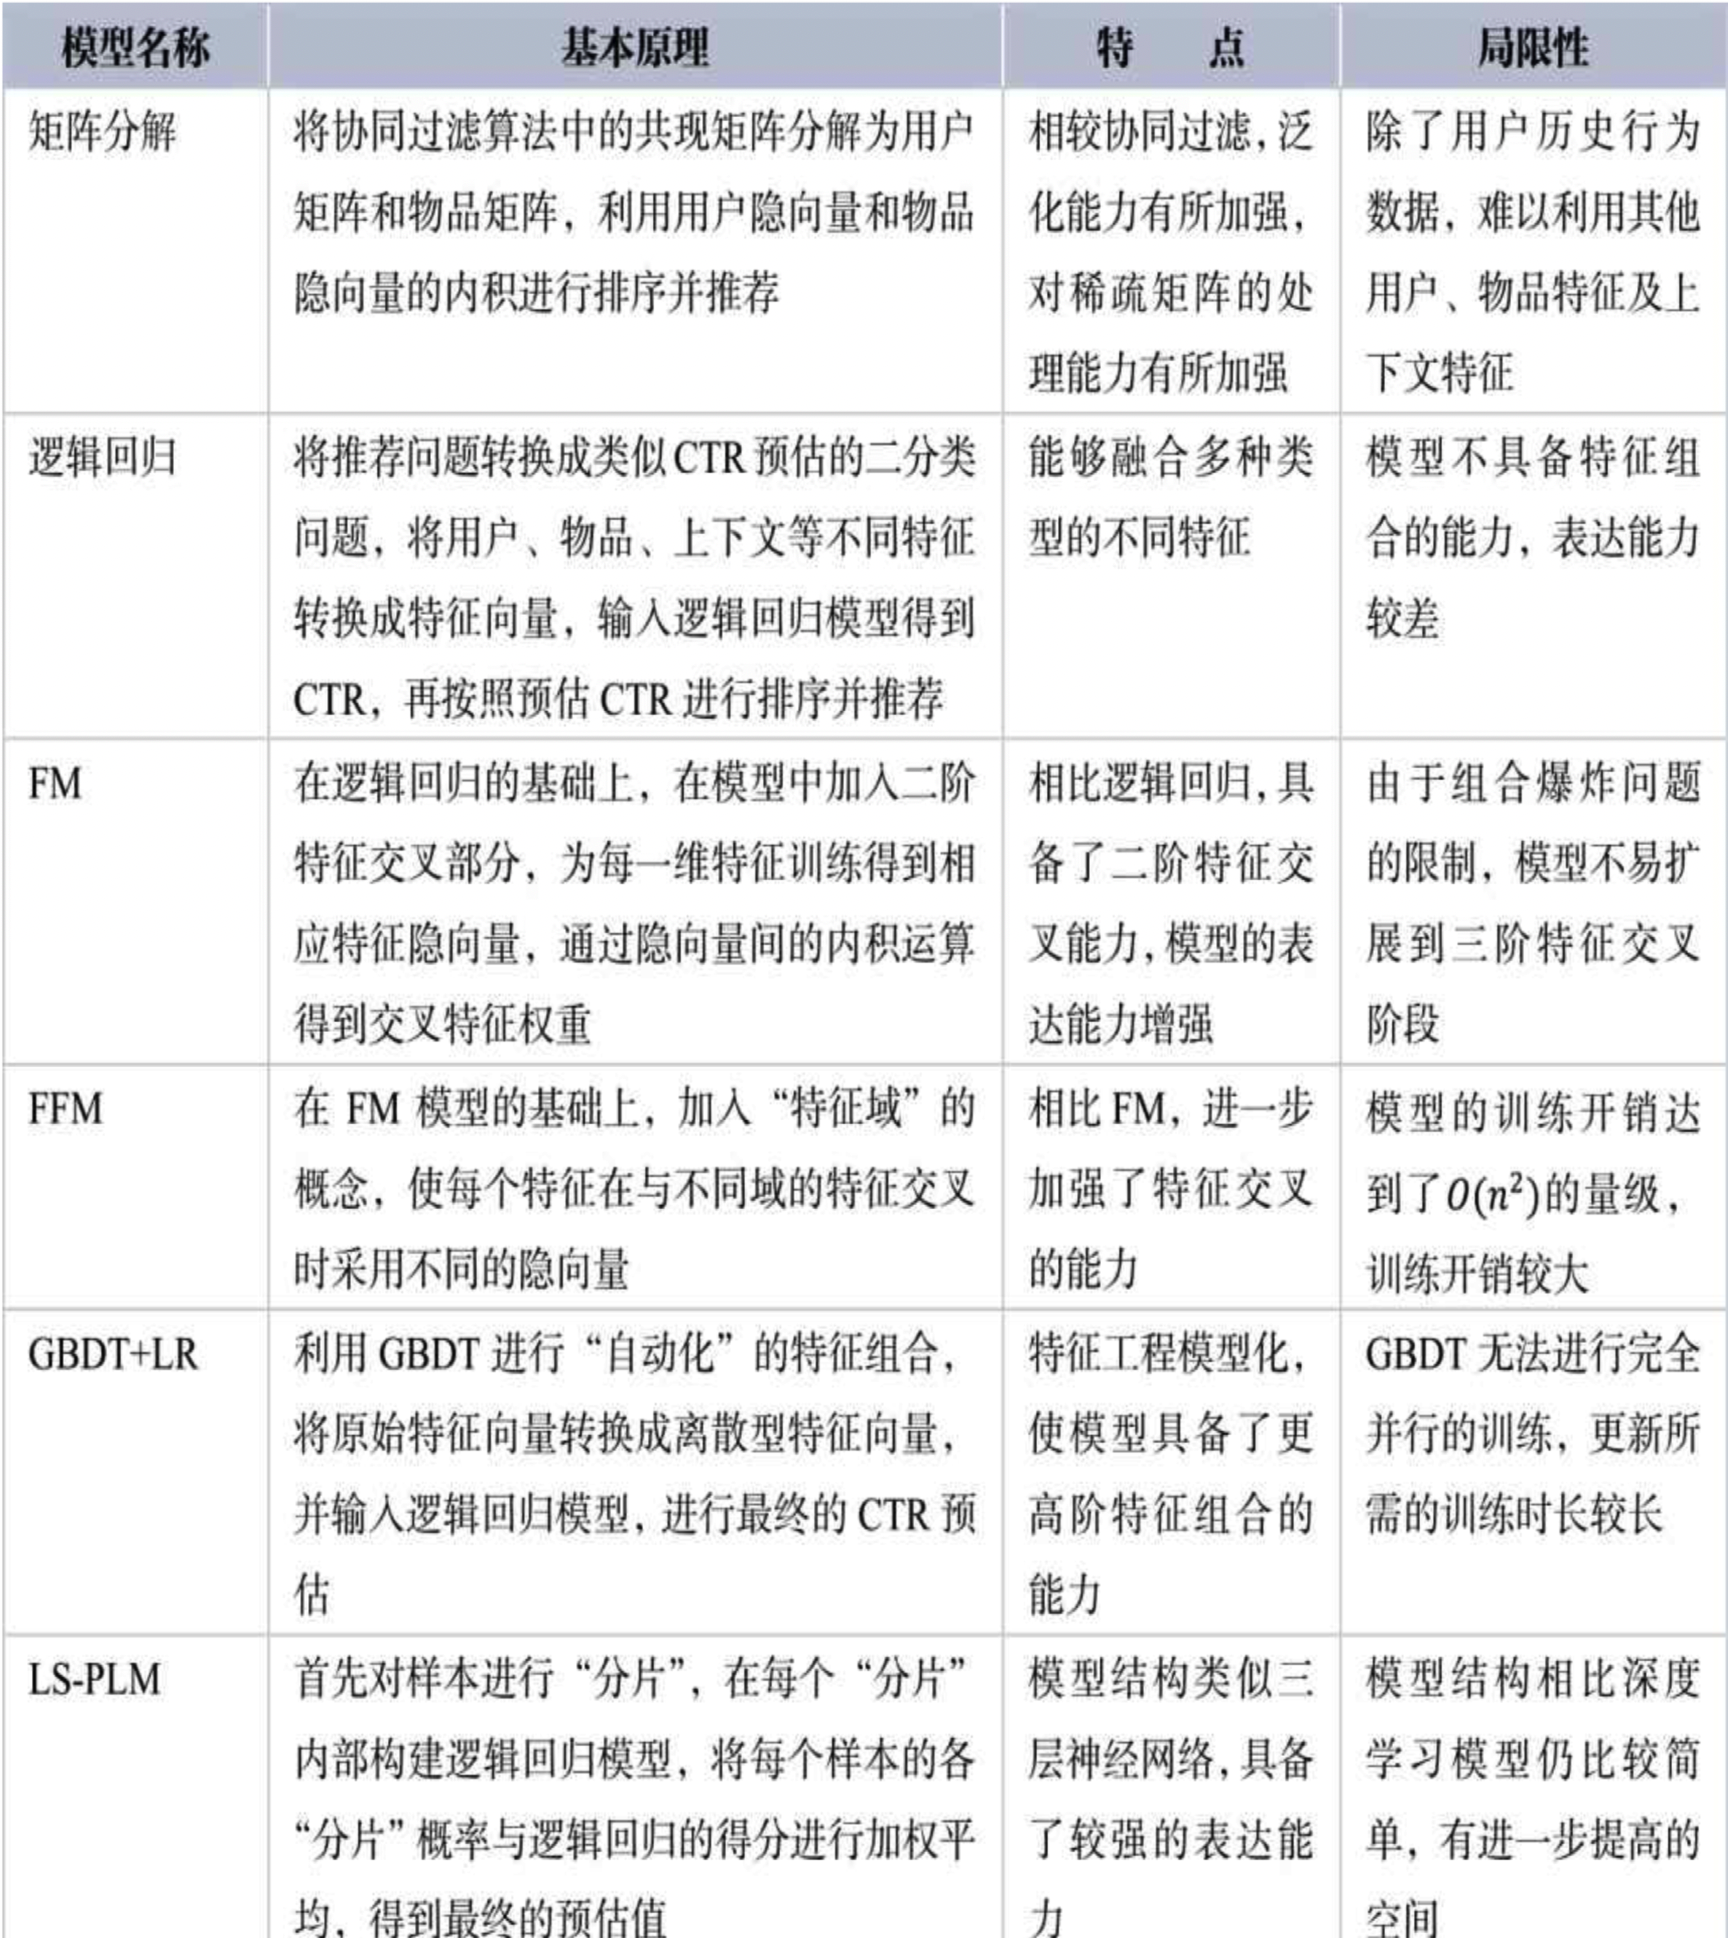 模型名称 基本原理 特 点 局限性
矩阵分解
将协同过滤算法中的共现矩阵分解为用户
矩阵和物品矩阵，利用用户隐向量和物品
隐向量的内积进行排序并推荐
相较协同过滤，泛
化能力有所加强，
对稀疏矩阵的处
理能力有所加强
除了用户历史行为
数据，难以利用其他
用户、物品特征及上
下文特征
逻辑回归
将推荐问题转换成类似 CTR 预估的二分类
问题，将用户、物品、上下文等不同特征
转换成特征向量，输入逻辑回归模型得到
CTR，再按照预估 CTR 进行排序并推荐
能够融合多种类
型的不同特征
模型不具备特征组
合的能力，表达能力
较差
FM
在逻辑回归的基础上，在模型中加入二阶
特征交叉部分，为每一维特征训练得到相
应特征隐向量，通过隐向量间的内积运算
得到交叉特征权重
相比逻辑回归，具
备了二阶特征交
叉能力，模型的表
达能力增强
由于组合爆炸问题
的限制，模型不易扩
展到三阶特征交叉
阶段
FFM
在 FM 模型的基础上，加入“特征域”的
概念，使每个特征在与不同域的特征交叉
时采用不同的隐向量
相比 FM，进一步
加强了特征交叉
的能力
模型的训练开销达
到了O(n²)的量级，
训练开销较大
GBDT+LR
利用 GBDT 进行“自动化”的特征组合，
将原始特征向量转换成离散型特征向量，
并输入逻辑回归模型，进行最终的 CTR 预
估
特征工程模型化，
使模型具备了更
高阶特征组合的
能力
GBDT 无法进行完全
并行的训练，更新所
需的训练时长较长
LS-PLM
首先对样本进行“分片”，在每个“分片”
内部构建逻辑回归模型，将每个样本的各
“分片”概率与逻辑回归的得分进行加权平
均，得到最终的预估值
模型结构类似三
层神经网络，具备
了较强的表达能
力
模型结构相比深度
学习模型仍比较简
单，有进一步提高的
空间